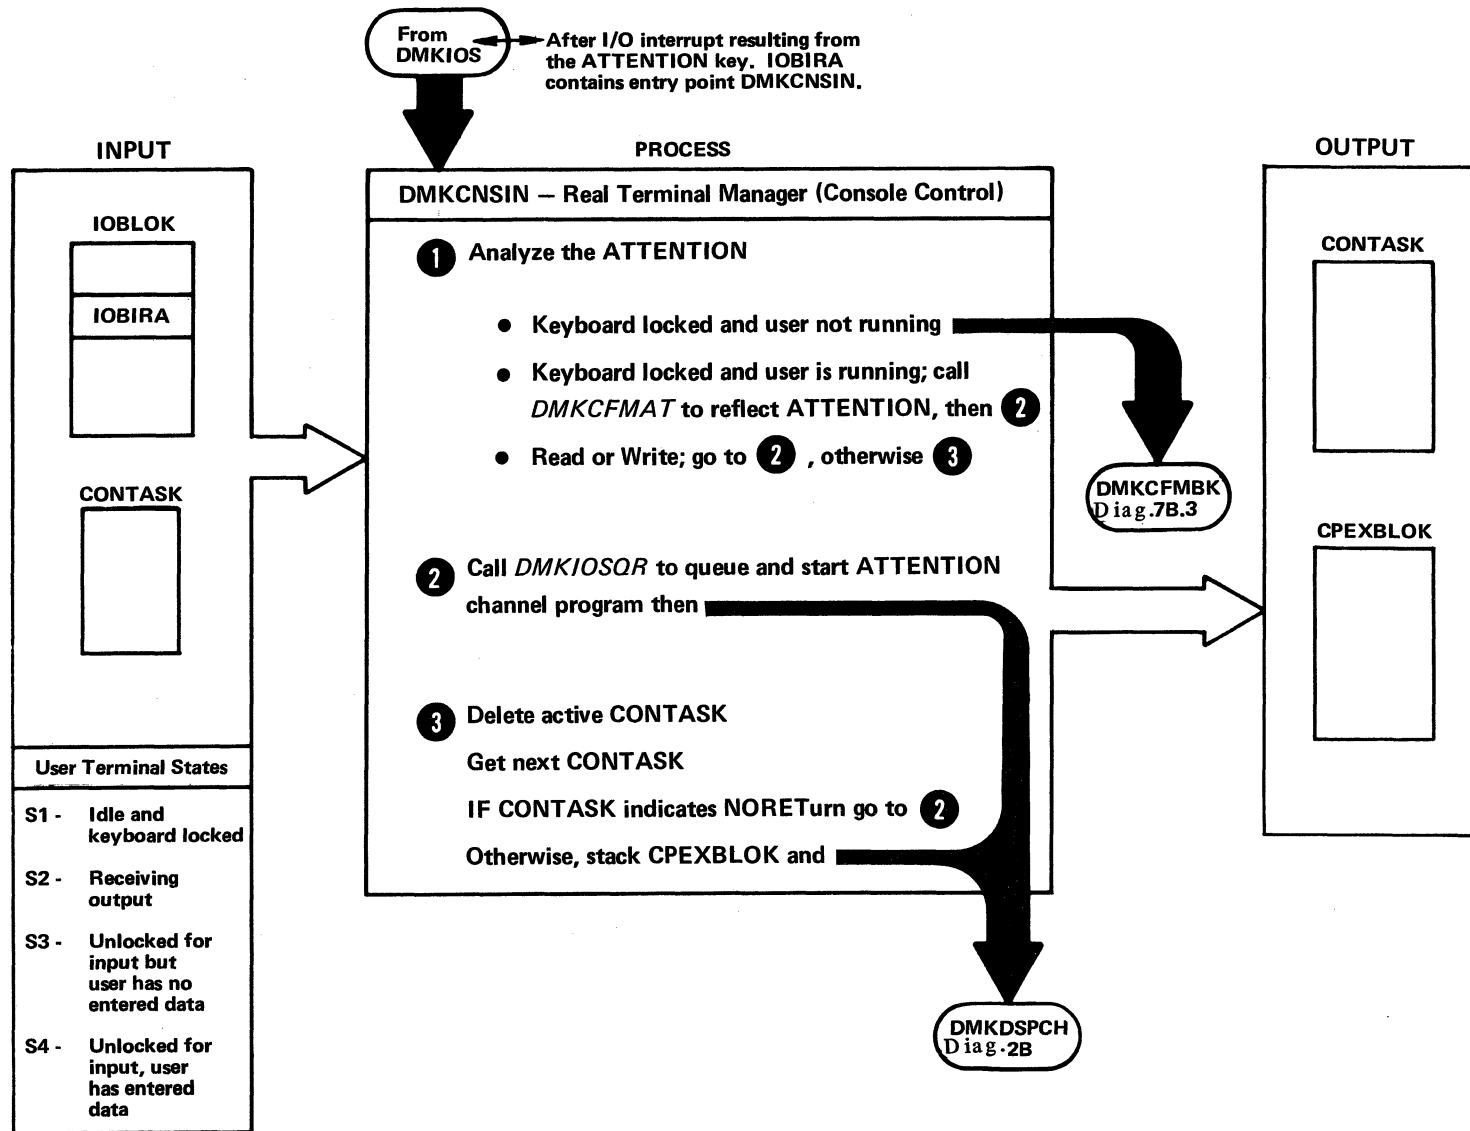 From
DMKIOS
After I/O interrupt resulting from
the ATTENTION key. IOBIRA
contains entry point DMKCNSIN.
INPUT
IOBLOK
IOBIRA
CONTASK
User Terminal States
S1 - Idle and
keyboard locked
S2 - Receiving
output
S3 - Unlocked for
input but
user has no
entered data
S4 - Unlocked for
input, user
has entered
data
PROCESS
DMKCNSIN — Real Terminal Manager (Console Control)
1 Analyze the ATTENTION
● Keyboard locked and user not running
● Keyboard locked and user is running; call
DMKCFMAT to reflect ATTENTION, then 2
● Read or Write; go to 2 , otherwise 3
2 Call DMKIOSQR to queue and start ATTENTION
channel program then
3 Delete active CONTASK
Get next CONTASK
IF CONTASK indicates NORETurn go to 2
Otherwise, stack CPEXBLOK and
DMKCFMBK
Diag.7B.3
DMKDSPCH
Diag.2B
OUTPUT
CONTASK
CPEXBLOK